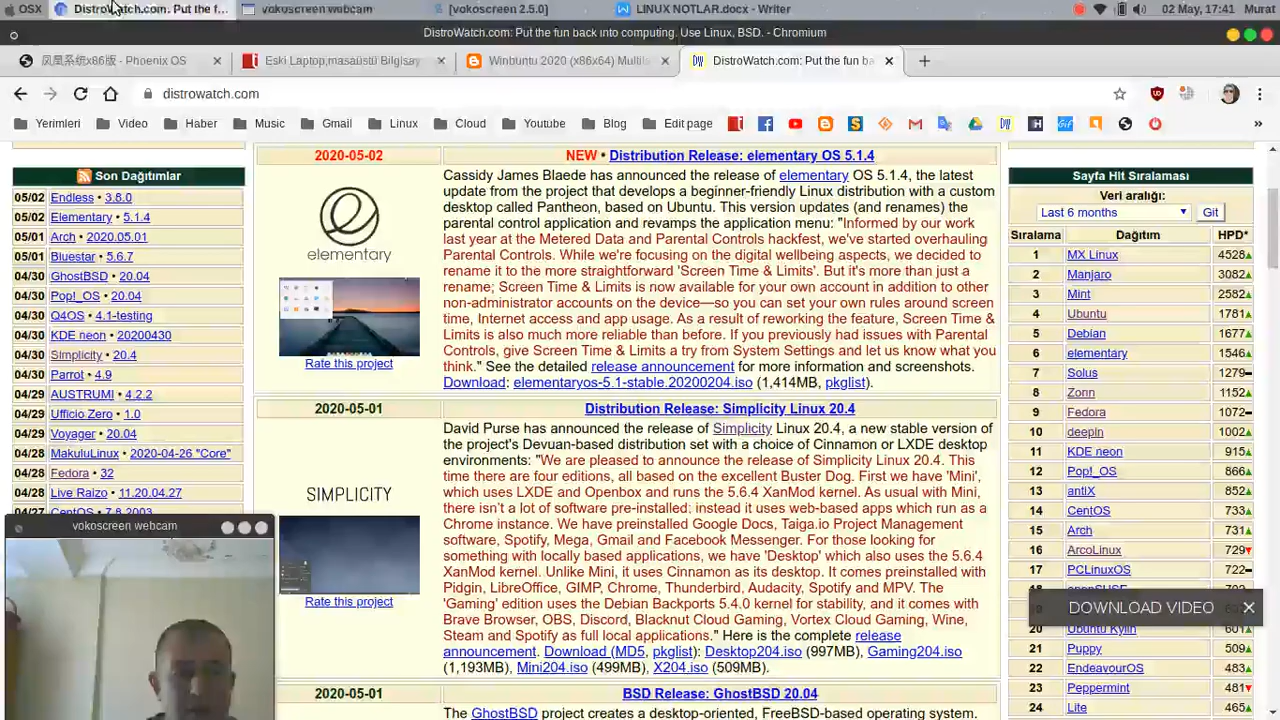 OSX
DistroWatch.com: Put the f...
vokoscreen webcam
[vokoscreen 2.5.0]
LINUX NOTLAR.docx - Writer
02 May, 17:41
Murat
DistroWatch.com: Put the fun back into computing. Use Linux, BSD. - Chromium
凤凰系统x86版 - Phoenix OS
Eski Laptop,masaüstü Bilgisay
Winbuntu 2020 (x86x64) Multili
DistroWatch.com: Put the fun ba
distrowatch.com
Yerimleri
Video
Haber
Music
Gmail
Linux
Cloud
Youtube
Blog
Edit page
Son Dağıtımlar
05/02 Endless • 3.8.0
05/02 Elementary • 5.1.4
05/01 Arch • 2020.05.01
05/01 Bluestar • 5.6.7
04/30 GhostBSD • 20.04
04/30 Pop!_OS • 20.04
04/30 Q4OS • 4.1-testing
04/30 KDE neon • 20200430
04/30 Simplicity • 20.4
04/30 Parrot • 4.9
04/29 AUSTRUMI • 4.2.2
04/29 Ufficio Zero • 1.0
04/29 Voyager • 20.04
04/28 MakuluLinux • 2020-04-26 "Core"
04/28 Fedora • 32
04/28 Live Raizo • 11.20.04.27
04/27 CentOS • 7.8.2003
vokoscreen webcam
2020-05-02
NEW • Distribution Release: elementary OS 5.1.4
elementary
Rate this project
Cassidy James Blaede has announced the release of elementary OS 5.1.4, the latest
update from the project that develops a beginner-friendly Linux distribution with a custom
desktop called Pantheon, based on Ubuntu. This version updates (and renames) the
parental control application and revamps the application menu: "Informed by our work
last year at the Metered Data and Parental Controls hackfest, we've started overhauling
Parental Controls. While we're focusing on the digital wellbeing aspects, we decided to
rename it to the more straightforward 'Screen Time & Limits'. But it's more than just a
rename; Screen Time & Limits is now available for your own account in addition to other
non-administrator accounts on the device—so you can set your own rules around screen
time, Internet access and app usage. As a result of reworking the feature, Screen Time &
Limits is also much more reliable than before. If you previously had issues with Parental
Controls, give Screen Time & Limits a try from System Settings and let us know what you
think." See the detailed release announcement for more information and screenshots.
Download: elementaryos-5.1-stable.20200204.iso (1,414MB, pkglist).
2020-05-01
Distribution Release: Simplicity Linux 20.4
SIMPLICITY
Rate this project
David Purse has announced the release of Simplicity Linux 20.4, a new stable version of
the project's Devuan-based distribution set with a choice of Cinnamon or LXDE desktop
environments: "We are pleased to announce the release of Simplicity Linux 20.4. This
time there are four editions, all based on the excellent Buster Dog. First we have 'Mini',
which uses LXDE and Openbox and runs the 5.6.4 XanMod kernel. As usual with Mini,
there isn't a lot of software pre-installed: instead it uses web-based apps which run as a
Chrome instance. We have preinstalled Google Docs, Taiga.io Project Management
software, Spotify, Mega, Gmail and Facebook Messenger. For those looking for
something with locally based applications, we have 'Desktop' which also uses the 5.6.4
XanMod kernel. Unlike Mini, it uses Cinnamon as its desktop. It comes preinstalled with
Pidgin, LibreOffice, GIMP, Chrome, Thunderbird, Audacity, Spotify and MPV. The
'Gaming' edition uses the Debian Backports 5.4.0 kernel for stability, and it comes with
Brave Browser, OBS, Discord, Blacknut Cloud Gaming, Vortex Cloud Gaming, Wine,
Steam and Spotify as full local applications." Here is the complete release
announcement. Download (MD5, pkglist): Desktop204.iso (997MB), Gaming204.iso
(1,193MB), Mini204.iso (499MB), X204.iso (509MB).
2020-05-01
BSD Release: GhostBSD 20.04
The GhostBSD project creates a desktop-oriented, FreeBSD-based operating system.
Sayfa Hit Sıralaması
Veri aralığı:
Last 6 months
Git
Sıralama Dağıtım HPD*
1 MX Linux 4528
2 Manjaro 3082
3 Mint 2582
4 Ubuntu 1781
5 Debian 1677
6 elementary 1546
7 Solus 1279
8 Zorin 1152
9 Fedora 1072
10 deepin 1002
11 KDE neon 915
12 Pop!_OS 866
13 antiX 852
14 CentOS 733
15 Arch 731
16 ArcoLinux 729
17 PCLinuxOS 722
DOWNLOAD VIDEO
20 Ubuntu Kylin 601
21 Puppy 509
22 EndeavourOS 483
23 Peppermint 481
24 Lite 465